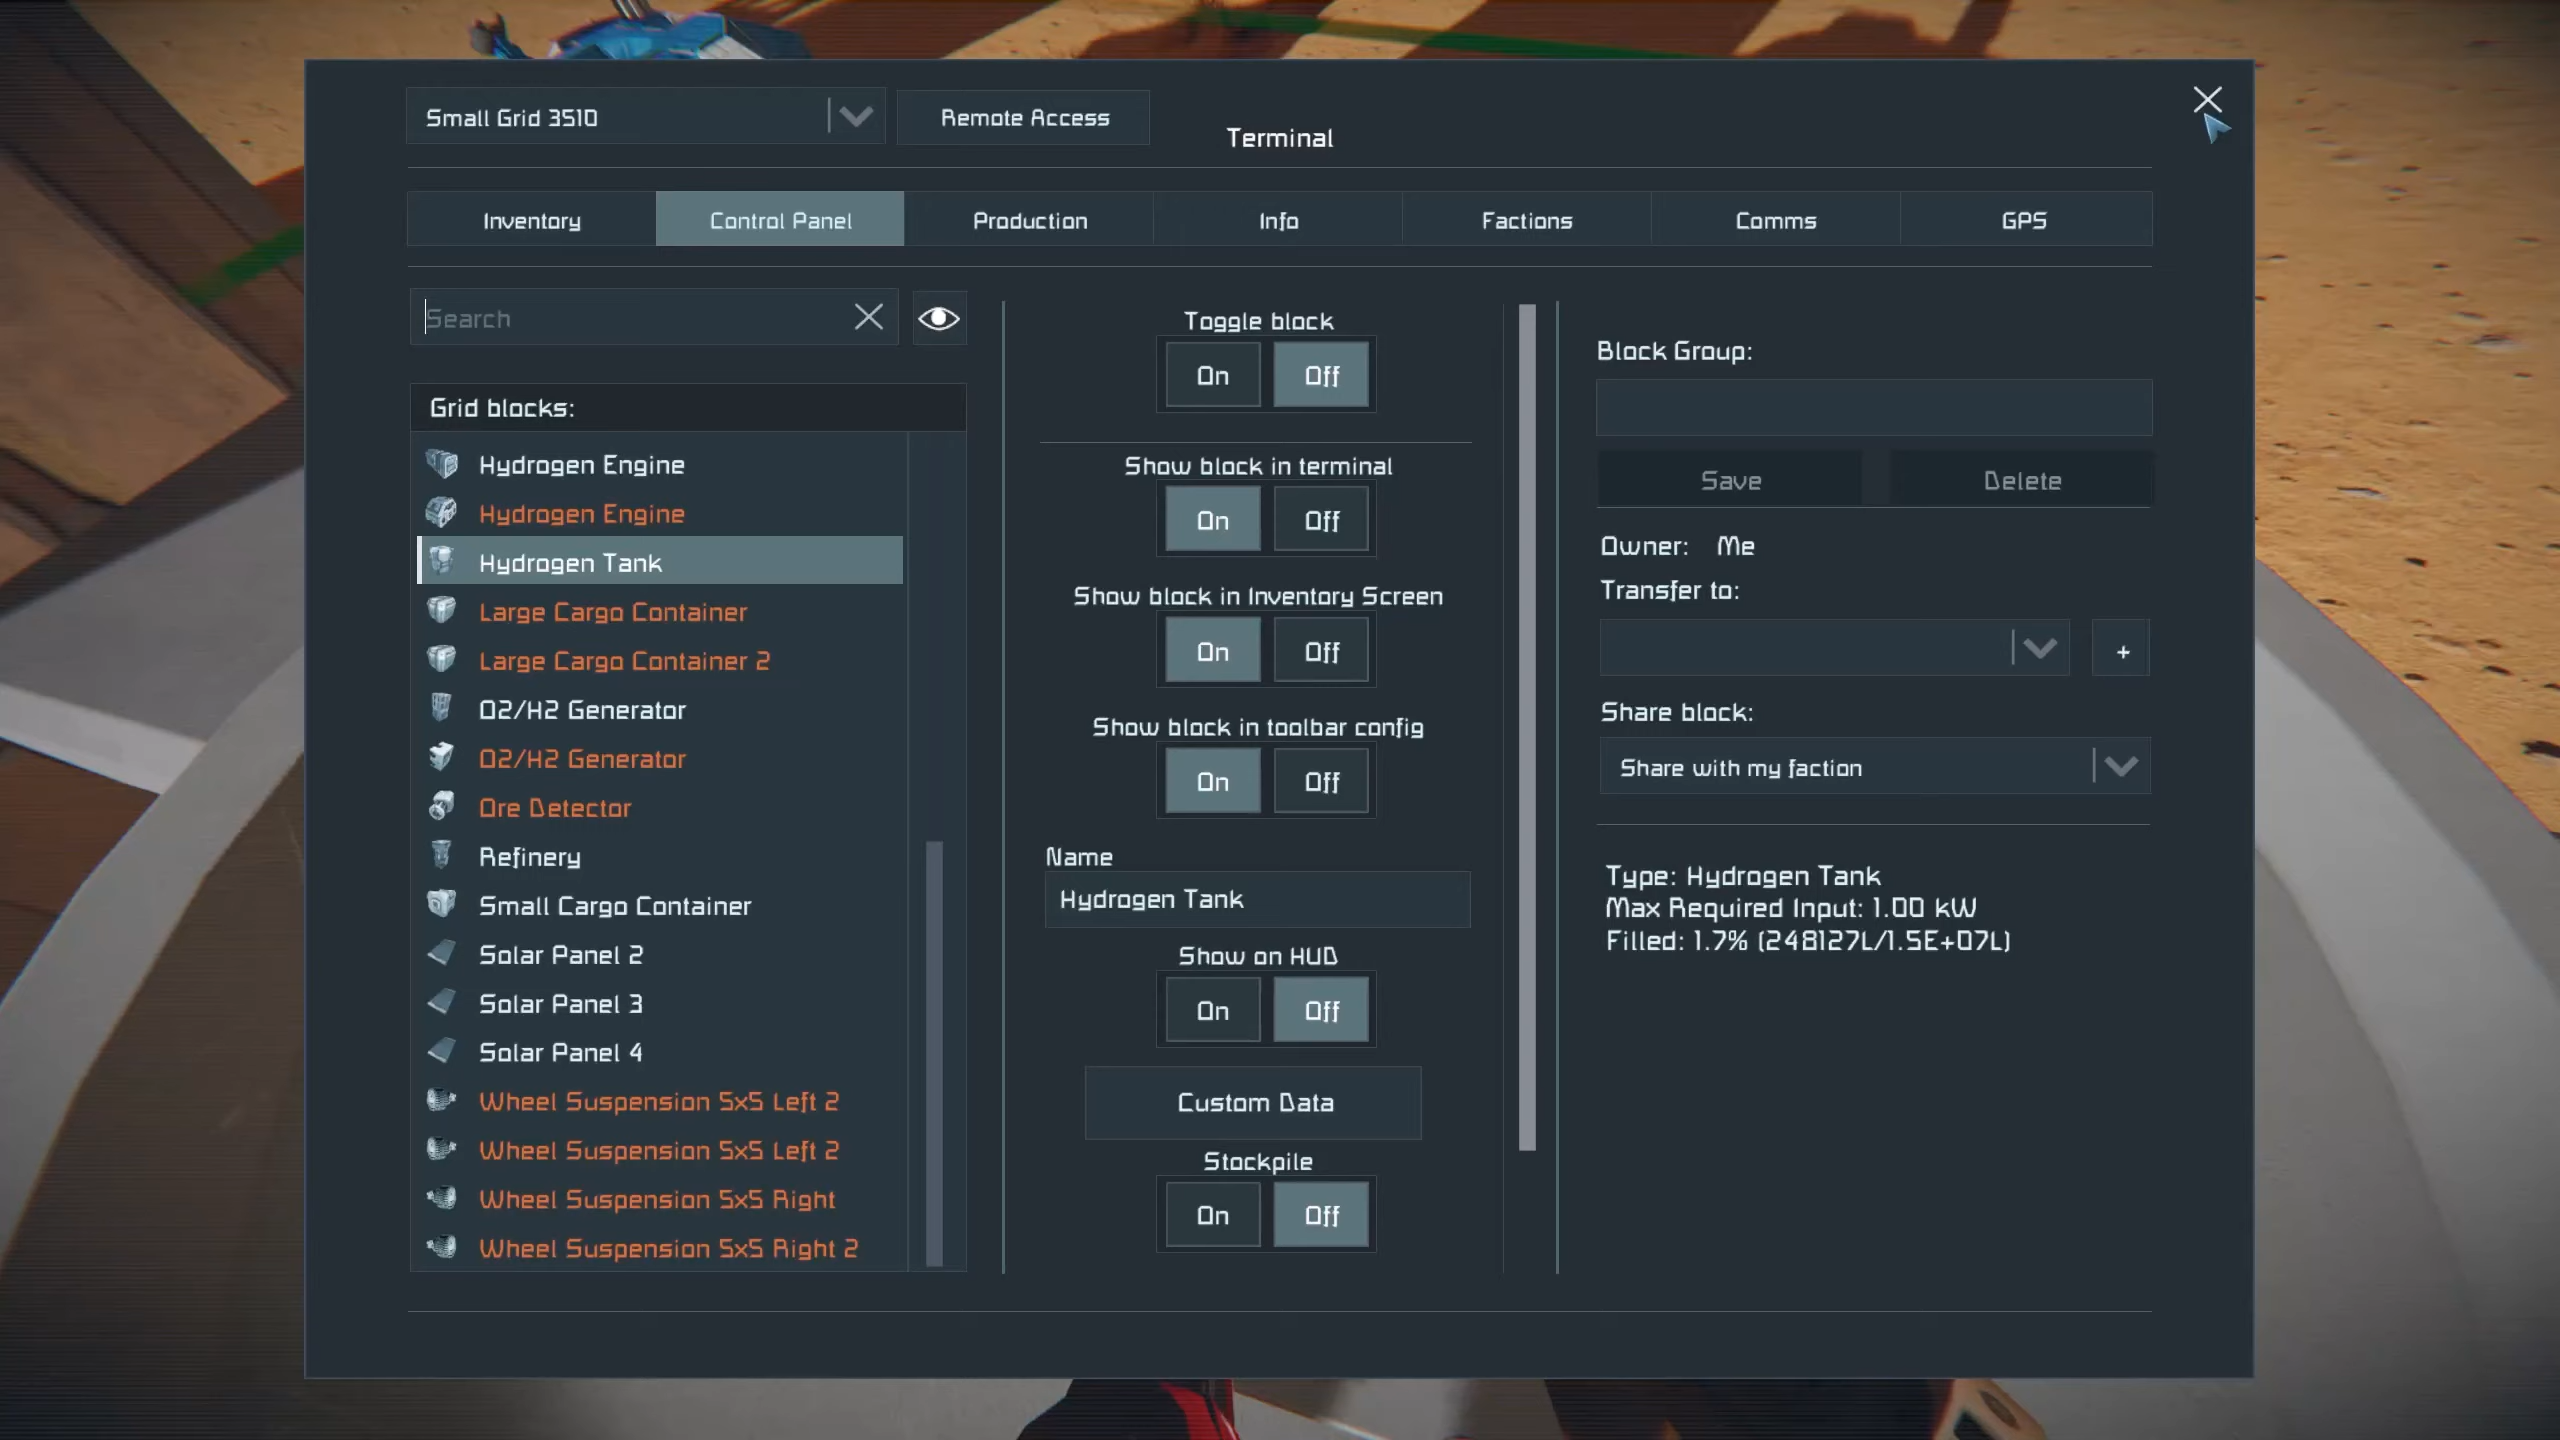 Small Grid 3510
Remote Access
Terminal
Inventory
Control Panel
Production
Info
Factions
Comms
GPS
Search
Grid blocks:
Hydrogen Engine
Hydrogen Engine
Hydrogen Tank
Large Cargo Container
Large Cargo Container 2
O2/H2 Generator
O2/H2 Generator
Ore Detector
Refinery
Small Cargo Container
Solar Panel 2
Solar Panel 3
Solar Panel 4
Wheel Suspension 5x5 Left 2
Wheel Suspension 5x5 Left 2
Wheel Suspension 5x5 Right
Wheel Suspension 5x5 Right 2
Toggle block
On Off
Show block in terminal
On Off
Show block in Inventory Screen
On Off
Show block in toolbar config
On Off
Name
Hydrogen Tank
Show on HUD
On Off
Custom Data
Stockpile
On Off
Block Group:
Save
Delete
Owner: Me
Transfer to:
+
Share block:
Share with my faction
Type: Hydrogen Tank
Max Required Input: 1.00 kW
Filled: 1.7% (248127L/1.5E+07L)